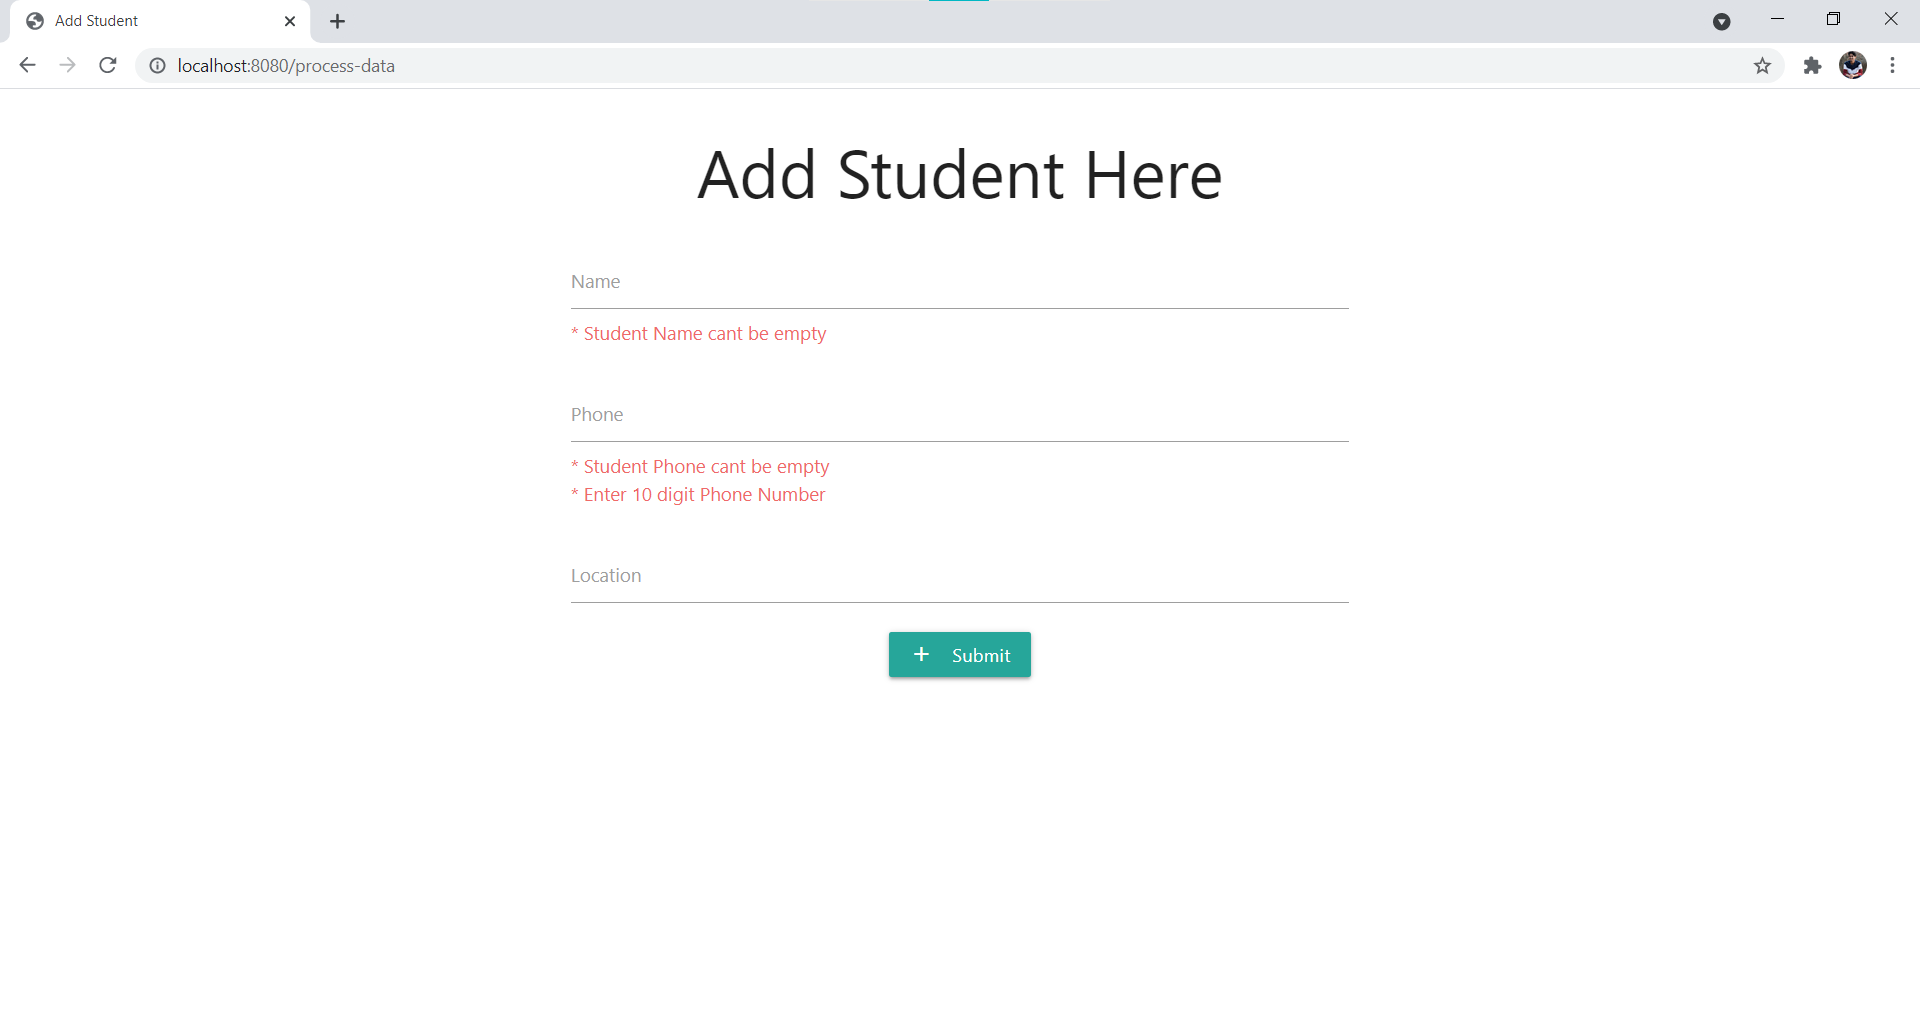 Add Student
localhost:8080/process-data
Add Student Here
Name
* Student Name cant be empty
Phone
* Student Phone cant be empty
* Enter 10 digit Phone Number
Location
+ Submit